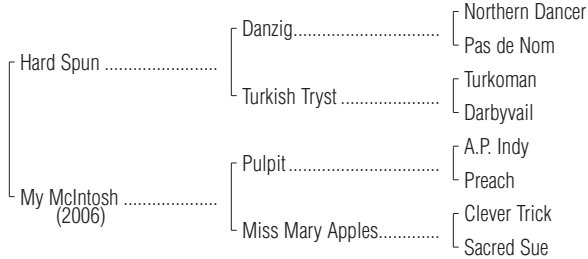 Northern Dancer
Danzig..................................
Pas de Nom
Hard Spun .......................
Turkoman
Turkish Tryst .......................
Darbyvail
A.P. Indy
Pulpit...................................
Preach
My McIntosh ...................
(2006)
Clever Trick
Miss Mary Apples.............
Sacred Sue